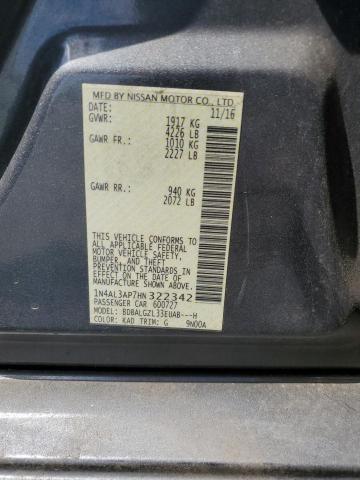 MFD BY NISSAN MOTOR CO., LTD.
DATE: 11/16
GVWR: 1917 KG
4226 LB
GAWR FR.: 1010 KG
2227 LB
GAWR RR.: 940 KG
2072 LB
THIS VEHICLE CONFORMS TO
ALL APPLICABLE FEDERAL
MOTOR VEHICLE SAFETY,
BUMPER, AND THEFT
PREVENTION STANDARDS IN
EFFECT ON THE DATE OF
MANUFACTURE SHOWN ABOVE.
1N4AL3AP7HN322342
PASSENGER CAR 600727
MODEL: BDBALGZL33EUAB---H
COLOR: KAD TRIM: G 9N00A